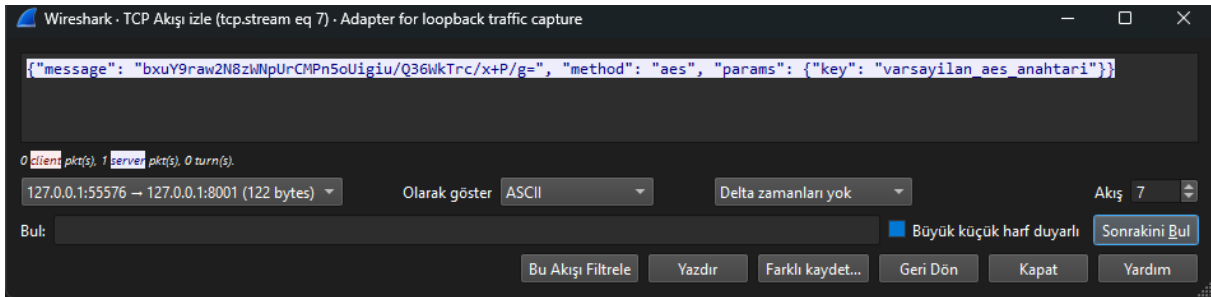 Wireshark · TCP Akışı izle (tcp.stream eq 7) · Adapter for loopback traffic capture
{"message": "bxuY9raw2N8zWNpUrCMPn5oUigiu/Q36WkTrc/x+P/g=", "method": "aes", "params": {"key": "varsayilan_aes_anahtari"}}
0 client pkt(s), 1 server pkt(s), 0 turn(s).
127.0.0.1:55576 → 127.0.0.1:8001 (122 bytes) Olarak göster ASCII Delta zamanları yok Akış 7
Bul: Büyük küçük harf duyarlı Sonrakini Bul
Bu Akışı Filtrele Yazdır Farklı kaydet... Geri Dön Kapat Yardım